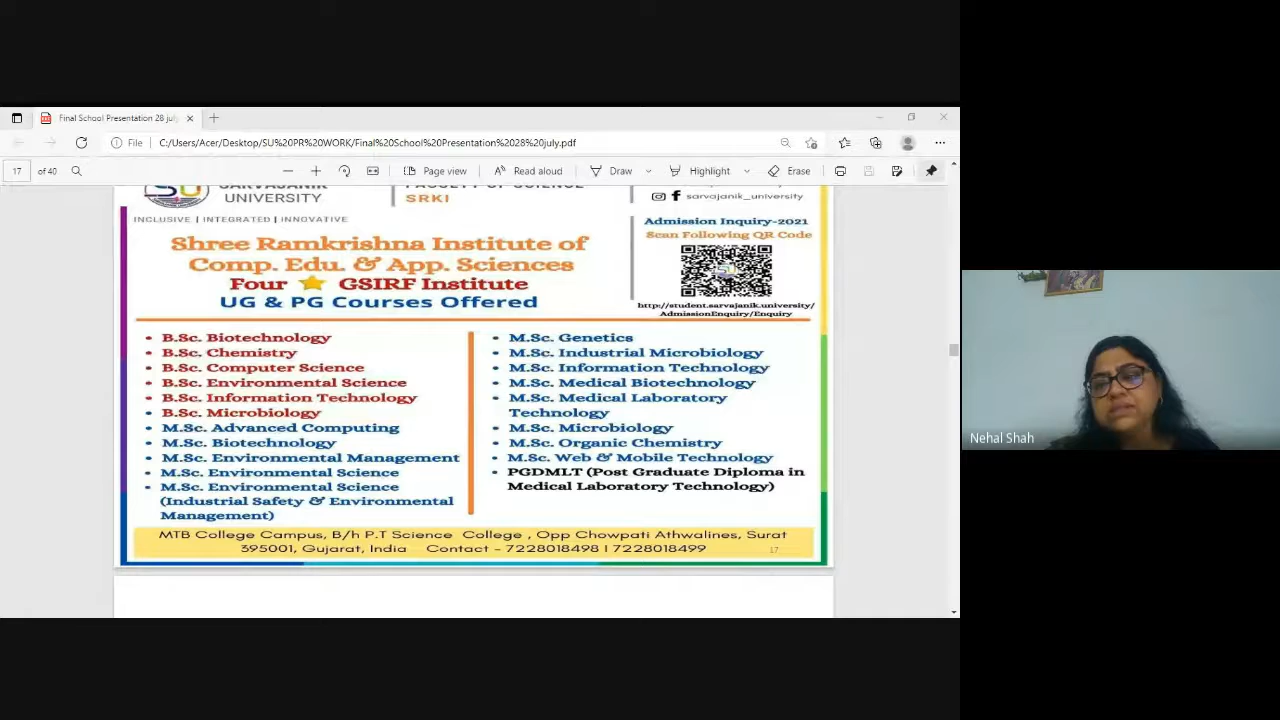 Final School Presentation 28 july
File
C:/Users/Acer/Desktop/SU%20PR%20WORK/Final%20School%20Presentation%2028%20july.pdf
17 of 40
Page view
Read aloud
Draw
Highlight
Erase
SARVAJANIK
UNIVERSITY
FACULTY OF SCIENCE
SRKI
sarvajanik_university
INCLUSIVE | INTEGRATED | INNOVATIVE
Shree Ramkrishna Institute of
Comp. Edu. & App. Sciences
Four GSIRF Institute
UG & PG Courses Offered
Admission Inquiry-2021
Scan Following QR Code
SU
http://student.sarvajanik.university/
AdmissionEnquiry/Enquiry
• B.Sc. Biotechnology
• B.Sc. Chemistry
• B.Sc. Computer Science
• B.Sc. Environmental Science
• B.Sc. Information Technology
• B.Sc. Microbiology
• M.Sc. Advanced Computing
• M.Sc. Biotechnology
• M.Sc. Environmental Management
• M.Sc. Environmental Science
• M.Sc. Environmental Science
(Industrial Safety & Environmental
Management)
• M.Sc. Genetics
• M.Sc. Industrial Microbiology
• M.Sc. Information Technology
• M.Sc. Medical Biotechnology
• M.Sc. Medical Laboratory
Technology
• M.Sc. Microbiology
• M.Sc. Organic Chemistry
• M.Sc. Web & Mobile Technology
• PGDMLT (Post Graduate Diploma in
Medical Laboratory Technology)
MTB College Campus, B/h P.T Science College , Opp Chowpati Athwalines, Surat
395001, Gujarat, India Contact - 7228018498 | 7228018499
17
Nehal Shah